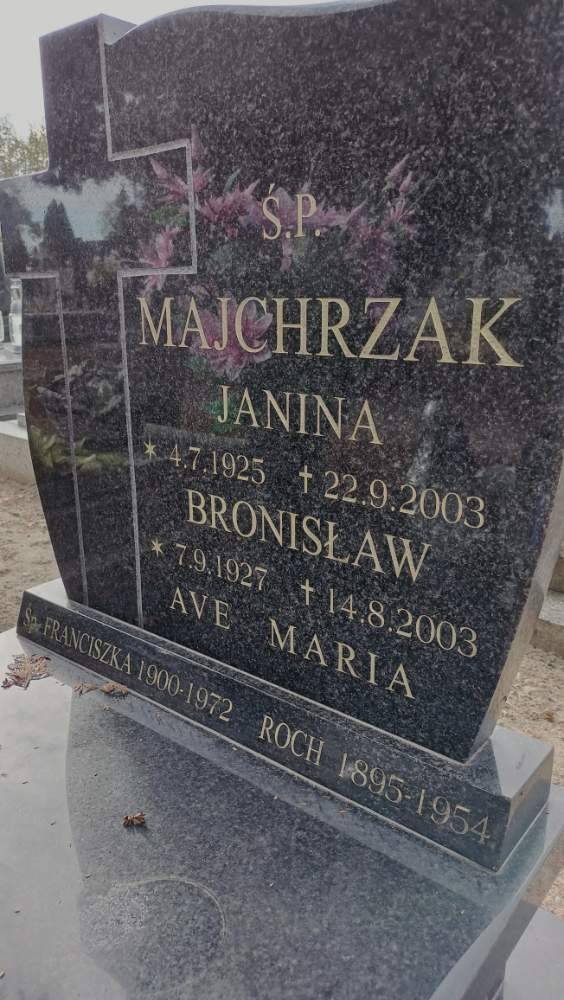 Ś.P.
MAJCHRZAK
JANINA
* 4.7.1925 † 22.9.2003
BRONISŁAW
* 7.9.1927 † 14.8.2003
AVE MARIA
Śp. FRANCISZKA 1900-1972 ROCH 1895-1954